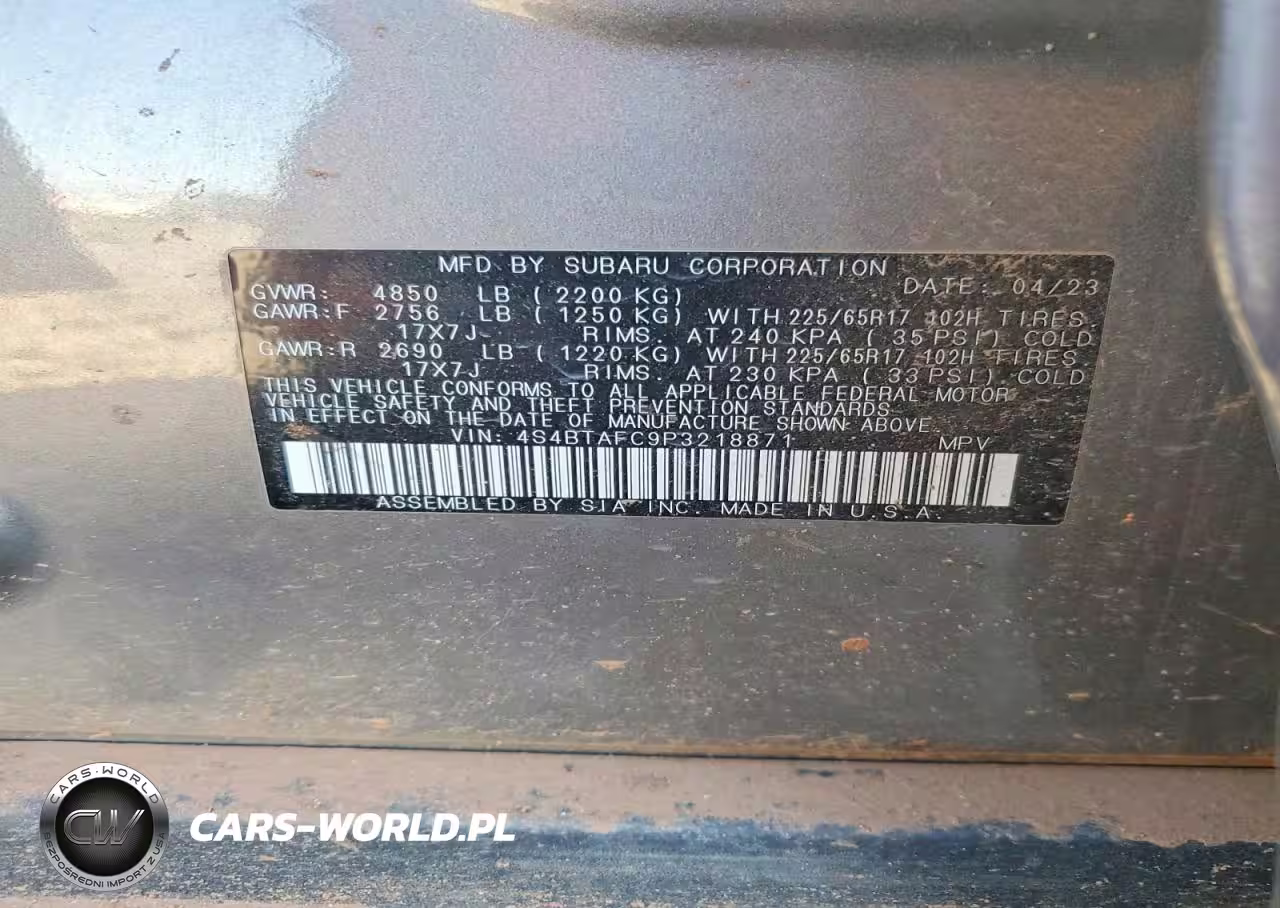 MFD BY SUBARU CORPORATION
DATE: 04/23
GVWR: 4850 LB ( 2200 KG)
GAWR:F 2756 LB ( 1250 KG) WITH 225/65R17 102H TIRES
17X7J RIMS. AT 240 KPA ( 35 PSI) COLD
GAWR:R 2690 LB ( 1220 KG) WITH 225/65R17 102H TIRES
17X7J RIMS. AT 230 KPA ( 33 PSI) COLD
THIS VEHICLE CONFORMS TO ALL APPLICABLE FEDERAL MOTOR
VEHICLE SAFETY AND THEFT PREVENTION STANDARDS
IN EFFECT ON THE DATE OF MANUFACTURE SHOWN ABOVE.
VIN: 4S4BTAFC9P3218871 MPV
ASSEMBLED BY SIA INC. MADE IN U.S.A.
CARS-WORLD
CW
BEZPOŚREDNI IMPORT Z USA
CARS-WORLD.PL